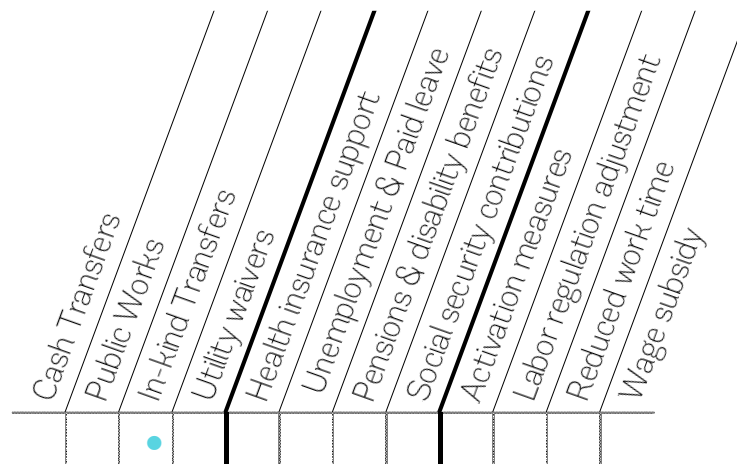 Cash Transfers
Public Works
In-kind Transfers
Utility waivers
Health insurance support
Unemployment & Paid leave
Pensions & disability benefits
Social security contributions
Activation measures
Labor regulation adjustment
Reduced work time
Wage subsidy